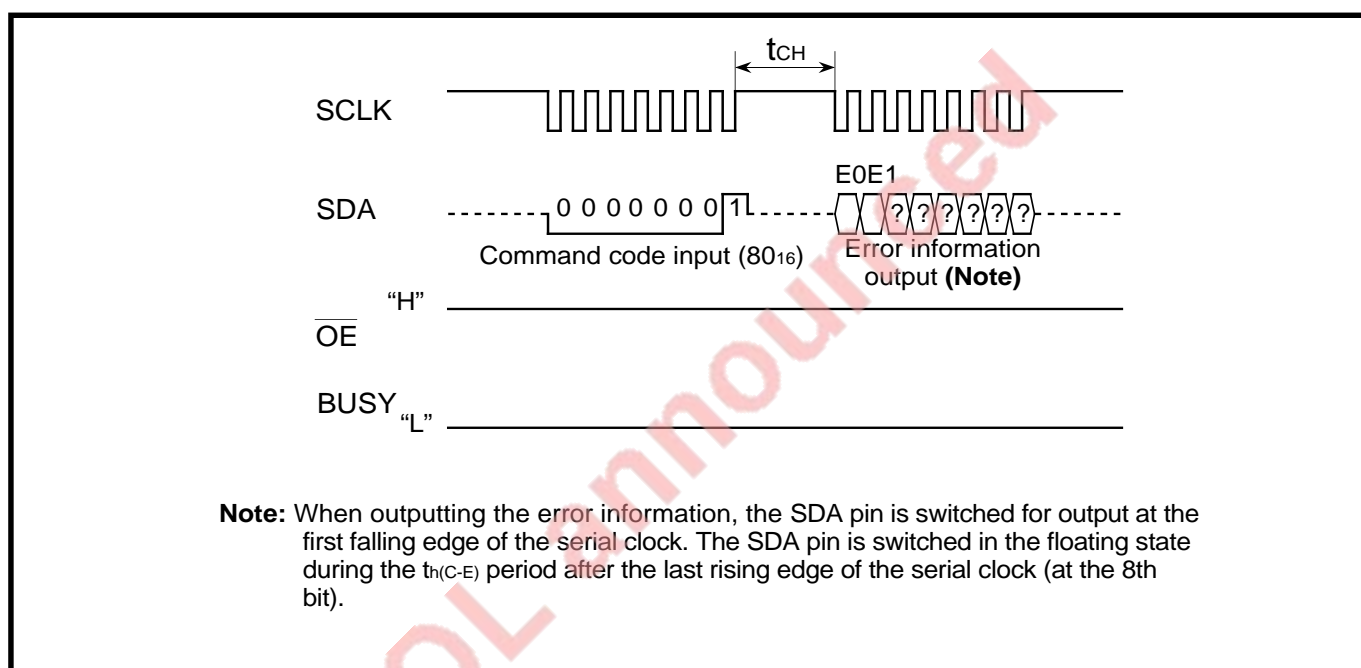 tCH
SCLK
E0E1
SDA
0 0 0 0 0 0 0 1
? ? ? ? ? ?
Command code input (8016)
Error information
output (Note)
“H”
OE
BUSY
“L”
Note: When outputting the error information, the SDA pin is switched for output at the
first falling edge of the serial clock. The SDA pin is switched in the floating state
during the th(C-E) period after the last rising edge of the serial clock (at the 8th
bit).
OL announced